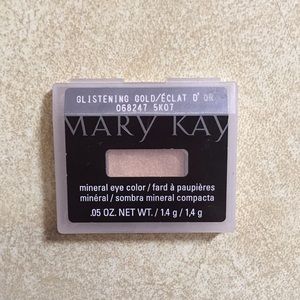 GLISTENING GOLD/ÉCLAT D'OR
068247 5K07
MARY KAY
mineral eye color / fard à paupières
minéral / sombra mineral compacta
.05 OZ. NET WT. / 1.4 g / 1,4 g